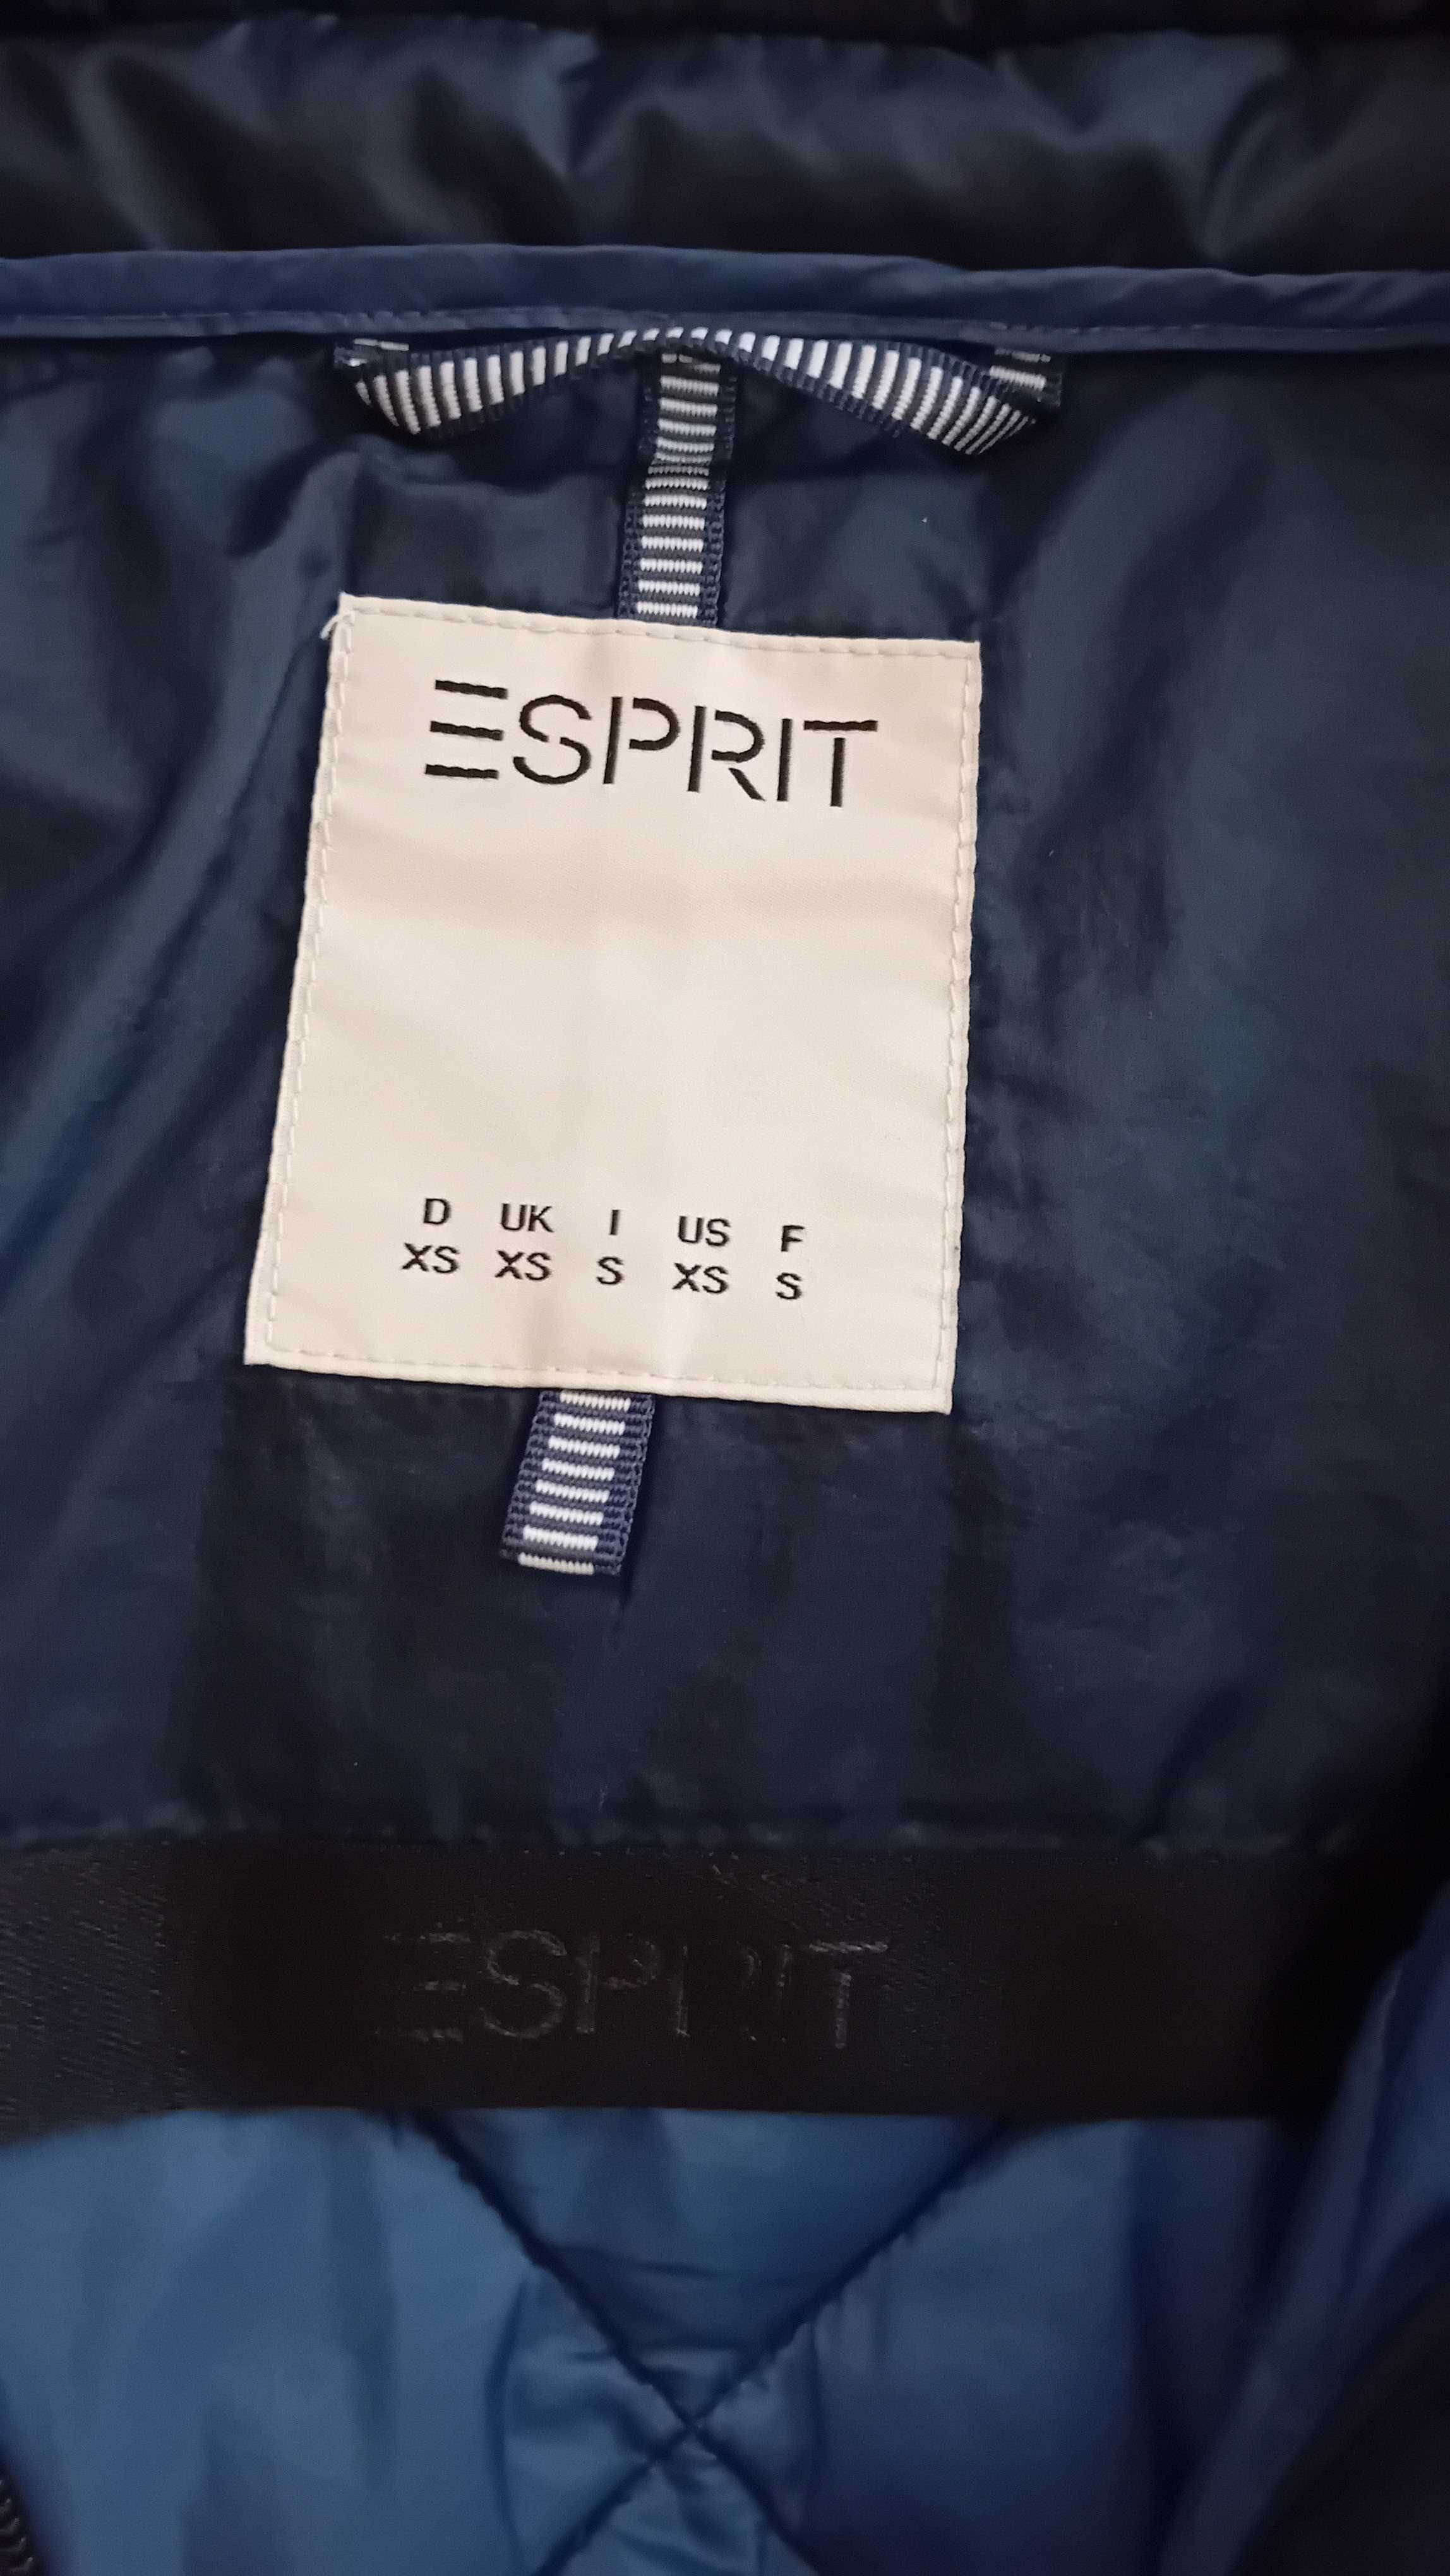 ESPRIT
D UK I US F
XS XS S XS S
ESPRIT